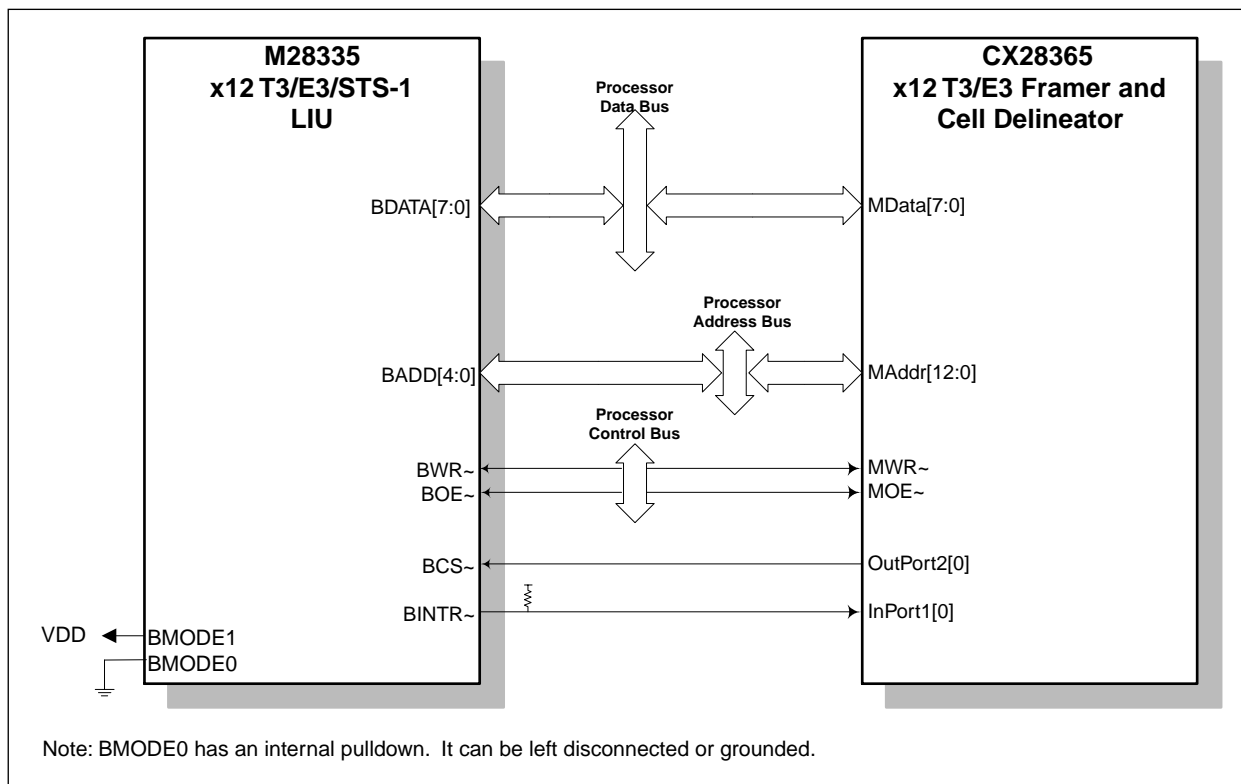 M28335
x12 T3/E3/STS-1
LIU
CX28365
x12 T3/E3 Framer and
Cell Delineator
Processor
Data Bus
BDATA[7:0]
MData[7:0]
Processor
Address Bus
BADD[4:0]
MAddr[12:0]
Processor
Control Bus
BWR~
MWR~
BOE~
MOE~
BCS~
OutPort2[0]
BINTR~
InPort1[0]
VDD
BMODE1
BMODE0
Note: BMODE0 has an internal pulldown. It can be left disconnected or grounded.